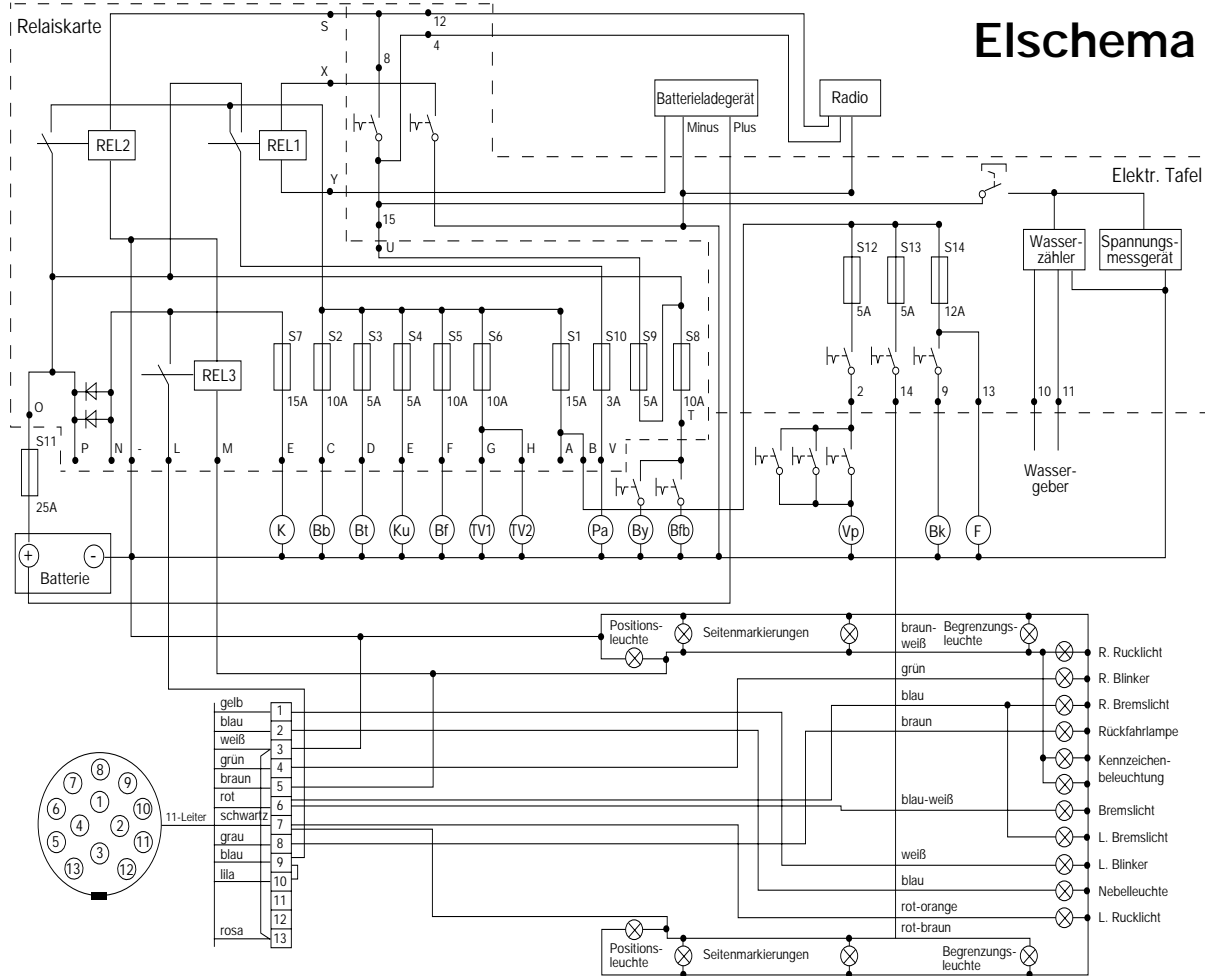 Relaiskarte
Elschema
S
12
4
8
X
Batterieladegerät
Radio
Minus
Plus
REL2
REL1
Y
Elektr. Tafel
15
U
Wasser-
zähler
Spannungs-
messgerät
S12
S13
S14
5A
5A
12A
S7
S2
S3
S4
S5
S6
S1
S10
S9
S8
REL3
15A
10A
5A
5A
10A
10A
15A
3A
5A
10A
T
2
14
9
13
10
11
O
S11
25A
P
N
-
L
M
E
C
D
E
F
G
H
A
B
V
Wasser-
geber
K
Bb
Bt
Ku
Bf
TV1
TV2
Pa
By
Bfb
Vp
Bk
F
+
-
Batterie
Positions-
leuchte
Seitenmarkierungen
braun-
weiß
Begrenzungs-
leuchte
R. Rucklicht
grün
R. Blinker
blau
R. Bremslicht
braun
Rückfahrlampe
Kennzeichen-
beleuchtung
blau-weiß
Bremslicht
L. Bremslicht
weiß
L. Blinker
blau
Nebelleuchte
rot-orange
L. Rucklicht
rot-braun
Positions-
leuchte
Seitenmarkierungen
Begrenzungs-
leuchte
gelb
1
blau
2
weiß
3
grün
4
braun
5
rot
6
11-Leiter
schwartz
7
grau
8
blau
9
lila
10
11
12
rosa
13
8
7
9
6
1
10
4
2
5
3
11
13
12